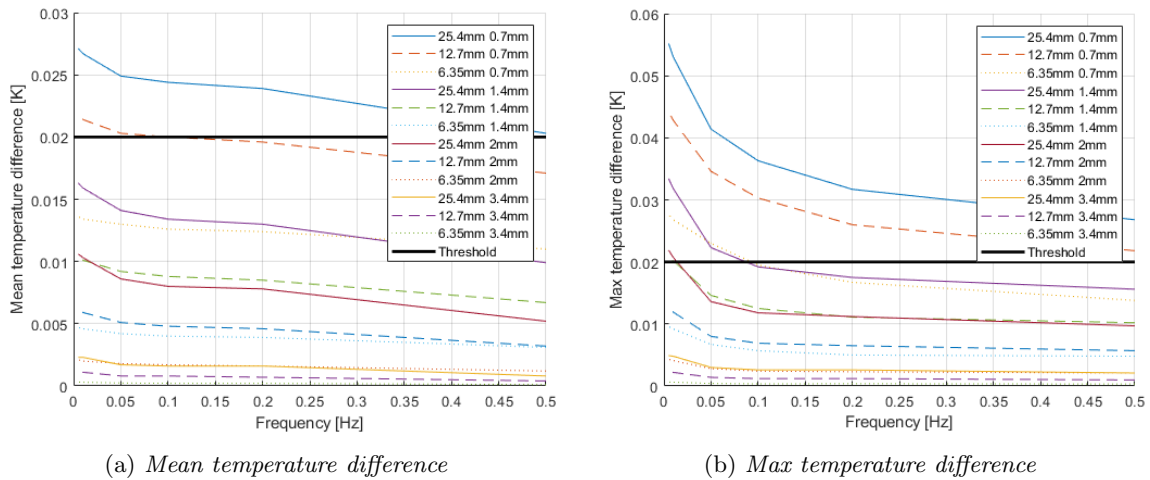 0.03
0.025
0.02
0.015
0.01
0.005
0
Mean temperature difference [K]
0 0.05 0.1 0.15 0.2 0.25 0.3 0.35 0.4 0.45 0.5
Frequency [Hz]
25.4mm 0.7mm
12.7mm 0.7mm
6.35mm 0.7mm
25.4mm 1.4mm
12.7mm 1.4mm
6.35mm 1.4mm
25.4mm 2mm
12.7mm 2mm
6.35mm 2mm
25.4mm 3.4mm
12.7mm 3.4mm
6.35mm 3.4mm
Threshold
(a) Mean temperature difference
0.06
0.05
0.04
0.03
0.02
0.01
0
Max temperature difference [K]
0 0.05 0.1 0.15 0.2 0.25 0.3 0.35 0.4 0.45 0.5
Frequency [Hz]
25.4mm 0.7mm
12.7mm 0.7mm
6.35mm 0.7mm
25.4mm 1.4mm
12.7mm 1.4mm
6.35mm 1.4mm
25.4mm 2mm
12.7mm 2mm
6.35mm 2mm
25.4mm 3.4mm
12.7mm 3.4mm
6.35mm 3.4mm
Threshold
(b) Max temperature difference